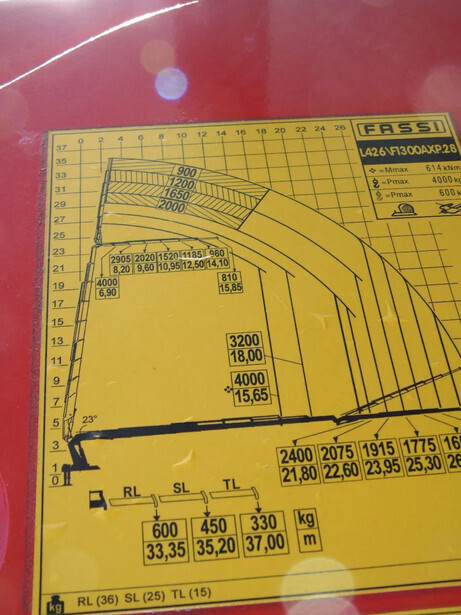 FASSI
L426\F1300AXP.28
Mmax 614 kNm
Pmax 4000 kg
Pmax 600 k
37 0 2 4 6 8 10 12 14 16 18 20 22 24 26
35
33
31
29
27
25
23
21
19
17
15
13
11
9
7
5
3
1
0
900
1200
1650
2000
2905 2020 1520 1185 960
8,20 9,60 10,95 12,50 14,10
4000 810
6,90 15,85
3200
18,00
4000
15,65
23°
2400 2075 1915 1775
21,80 22,60 23,95 25,30 26
RL SL TL
600 450 330 kg
33,35 35,20 37,00 m
kg RL (36) SL (25) TL (15)